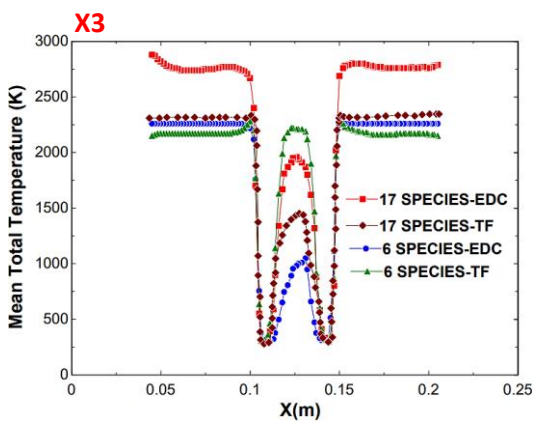 X3
3000
2500
2000
1500
1000
500
0
Mean Total Temperature (K)
17 SPECIES-EDC
17 SPECIES-TF
6 SPECIES-EDC
6 SPECIES-TF
0 0.05 0.1 0.15 0.2 0.25
X(m)